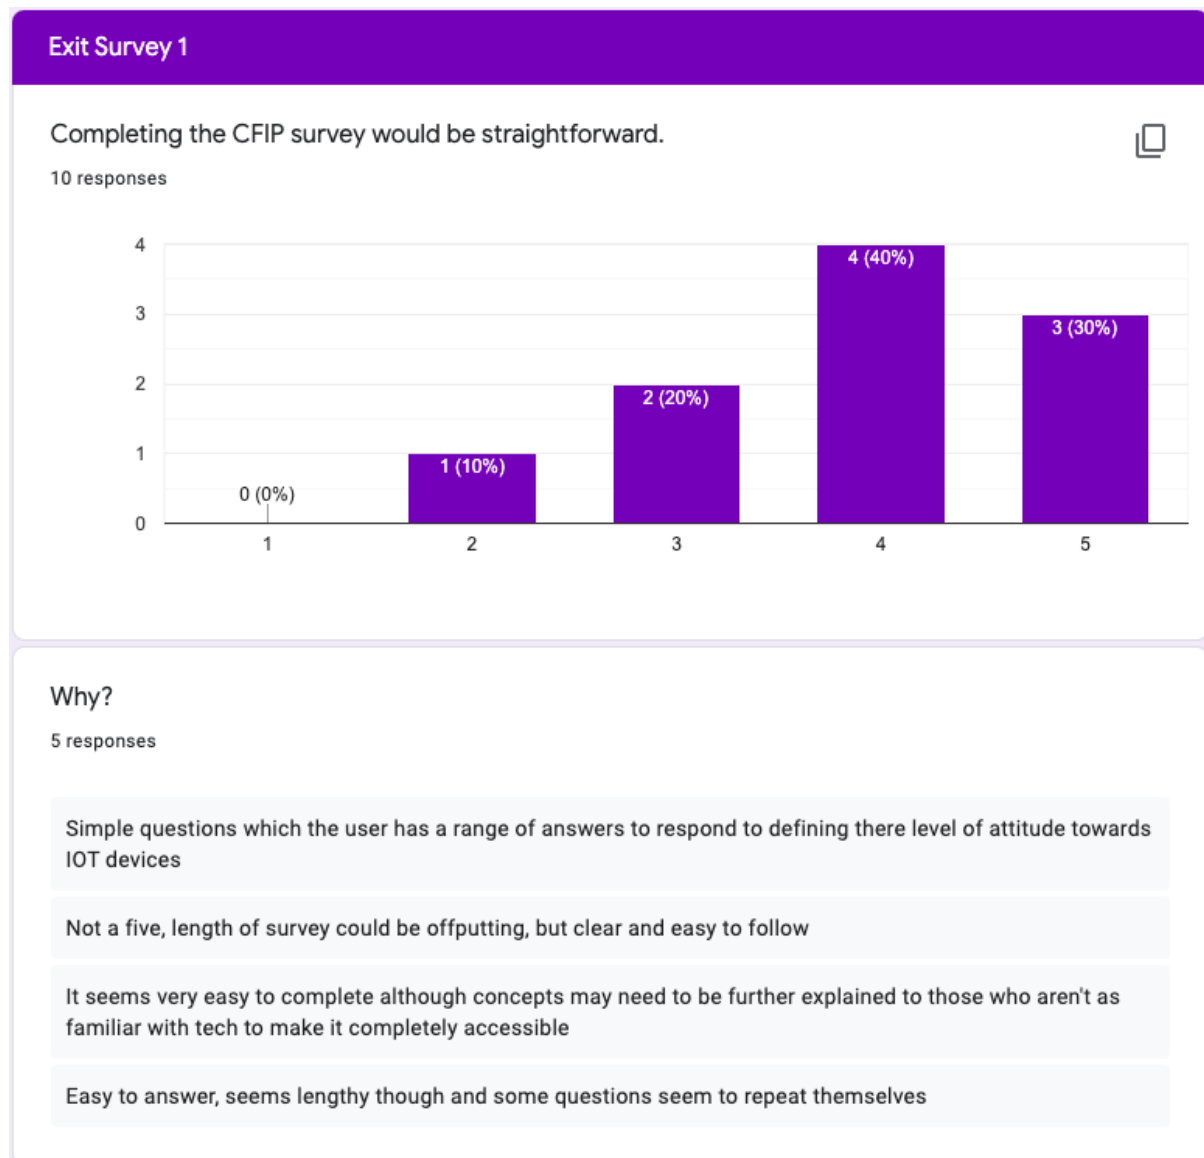 Exit Survey 1
Completing the CFIP survey would be straightforward.
10 responses
4
3
2
1
0
0 (0%)
1 (10%)
2 (20%)
4 (40%)
3 (30%)
1
2
3
4
5
Why?
5 responses
Simple questions which the user has a range of answers to respond to defining there level of attitude towards
IOT devices
Not a five, length of survey could be offputting, but clear and easy to follow
It seems very easy to complete although concepts may need to be further explained to those who aren't as
familiar with tech to make it completely accessible
Easy to answer, seems lengthy though and some questions seem to repeat themselves